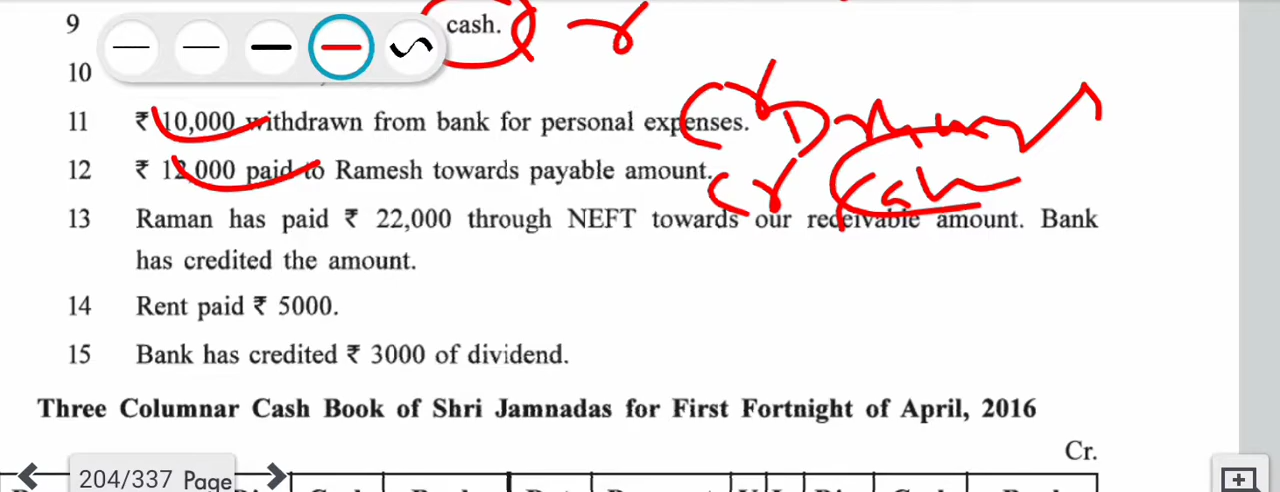 9 cash.
10
11 ₹ 10,000 withdrawn from bank for personal expenses.
12 ₹ 12,000 paid to Ramesh towards payable amount.
Cr Cash
13 Raman has paid ₹ 22,000 through NEFT towards our receivable amount. Bank
has credited the amount.
14 Rent paid ₹ 5000.
15 Bank has credited ₹ 3000 of dividend.
Three Columnar Cash Book of Shri Jamnadas for First Fortnight of April, 2016
Cr.
204/337 Page